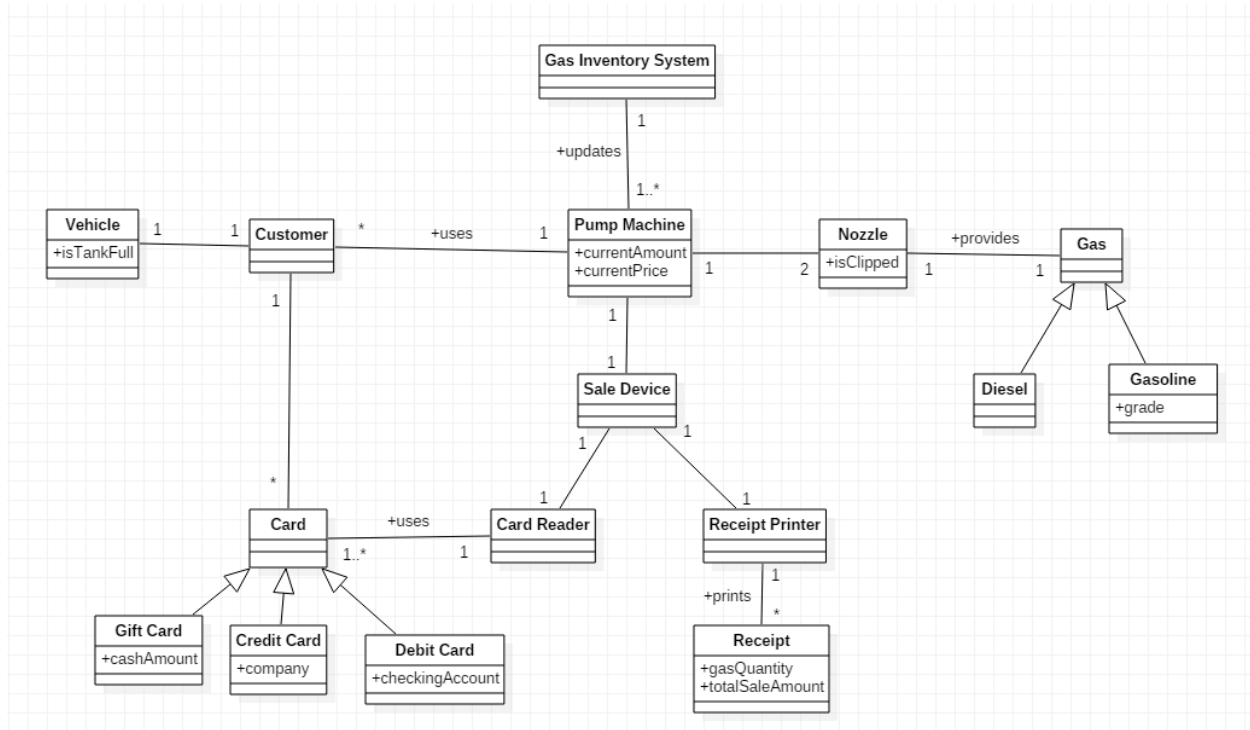 Gas Inventory System
1
+updates
1..*
Vehicle
+isTankFull
1
1
Customer
*
+uses
1
Pump Machine
+currentAmount
+currentPrice
1
2
Nozzle
+isClipped
1
+provides
1
Gas
1
1
1
Sale Device
Diesel
Gasoline
+grade
1
1
*
1
1
Card
+uses
1..*
1
Card Reader
Receipt Printer
1
+prints
*
Gift Card
+cashAmount
Credit Card
+company
Debit Card
+checkingAccount
Receipt
+gasQuantity
+totalSaleAmount